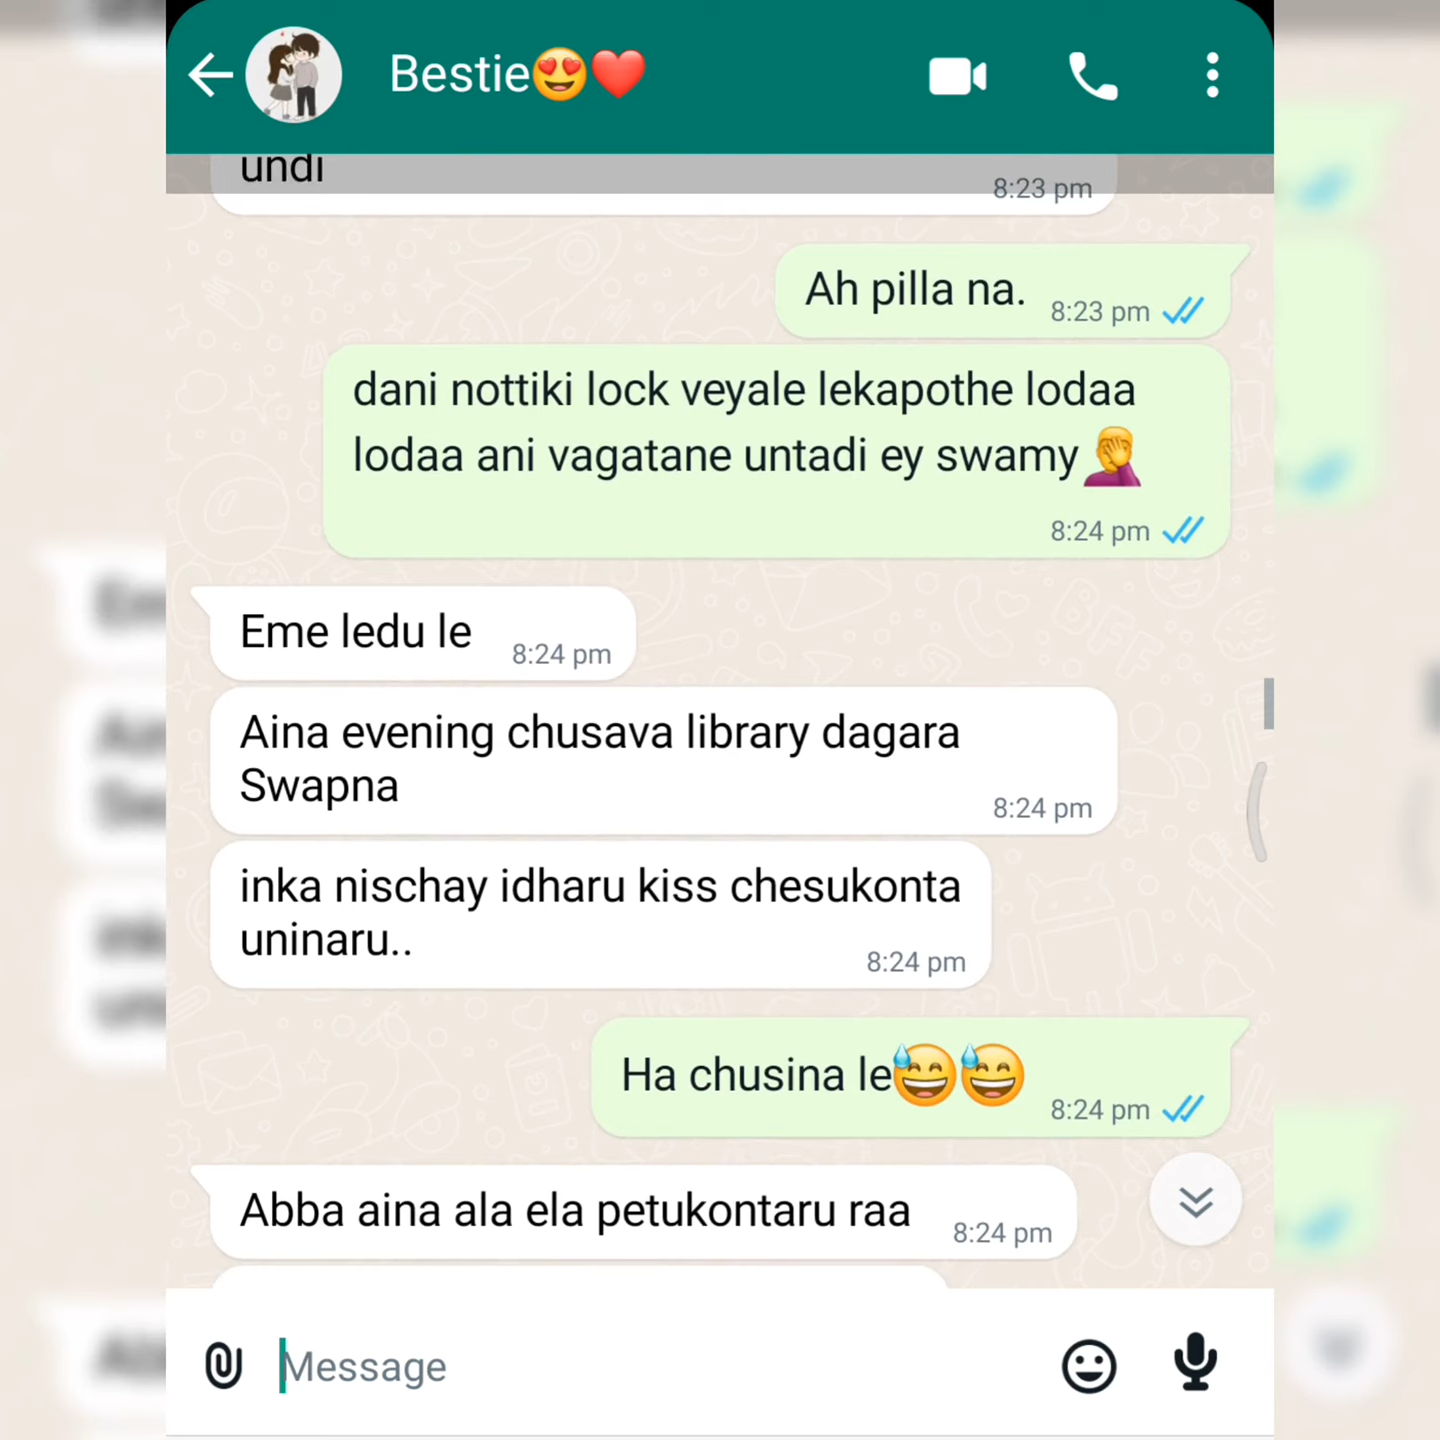 Bestie😍❤️
undi
8:23 pm
Ah pilla na.
8:23 pm
dani nottiki lock veyale lekapothe lodaa
lodaa ani vagatane untadi ey swamy🤦
8:24 pm
Eme ledu le
8:24 pm
Aina evening chusava library dagara
Swapna
8:24 pm
inka nischay idharu kiss chesukonta
uninaru..
8:24 pm
Ha chusina le😅😅
8:24 pm
Abba aina ala ela petukontaru raa
8:24 pm
Message